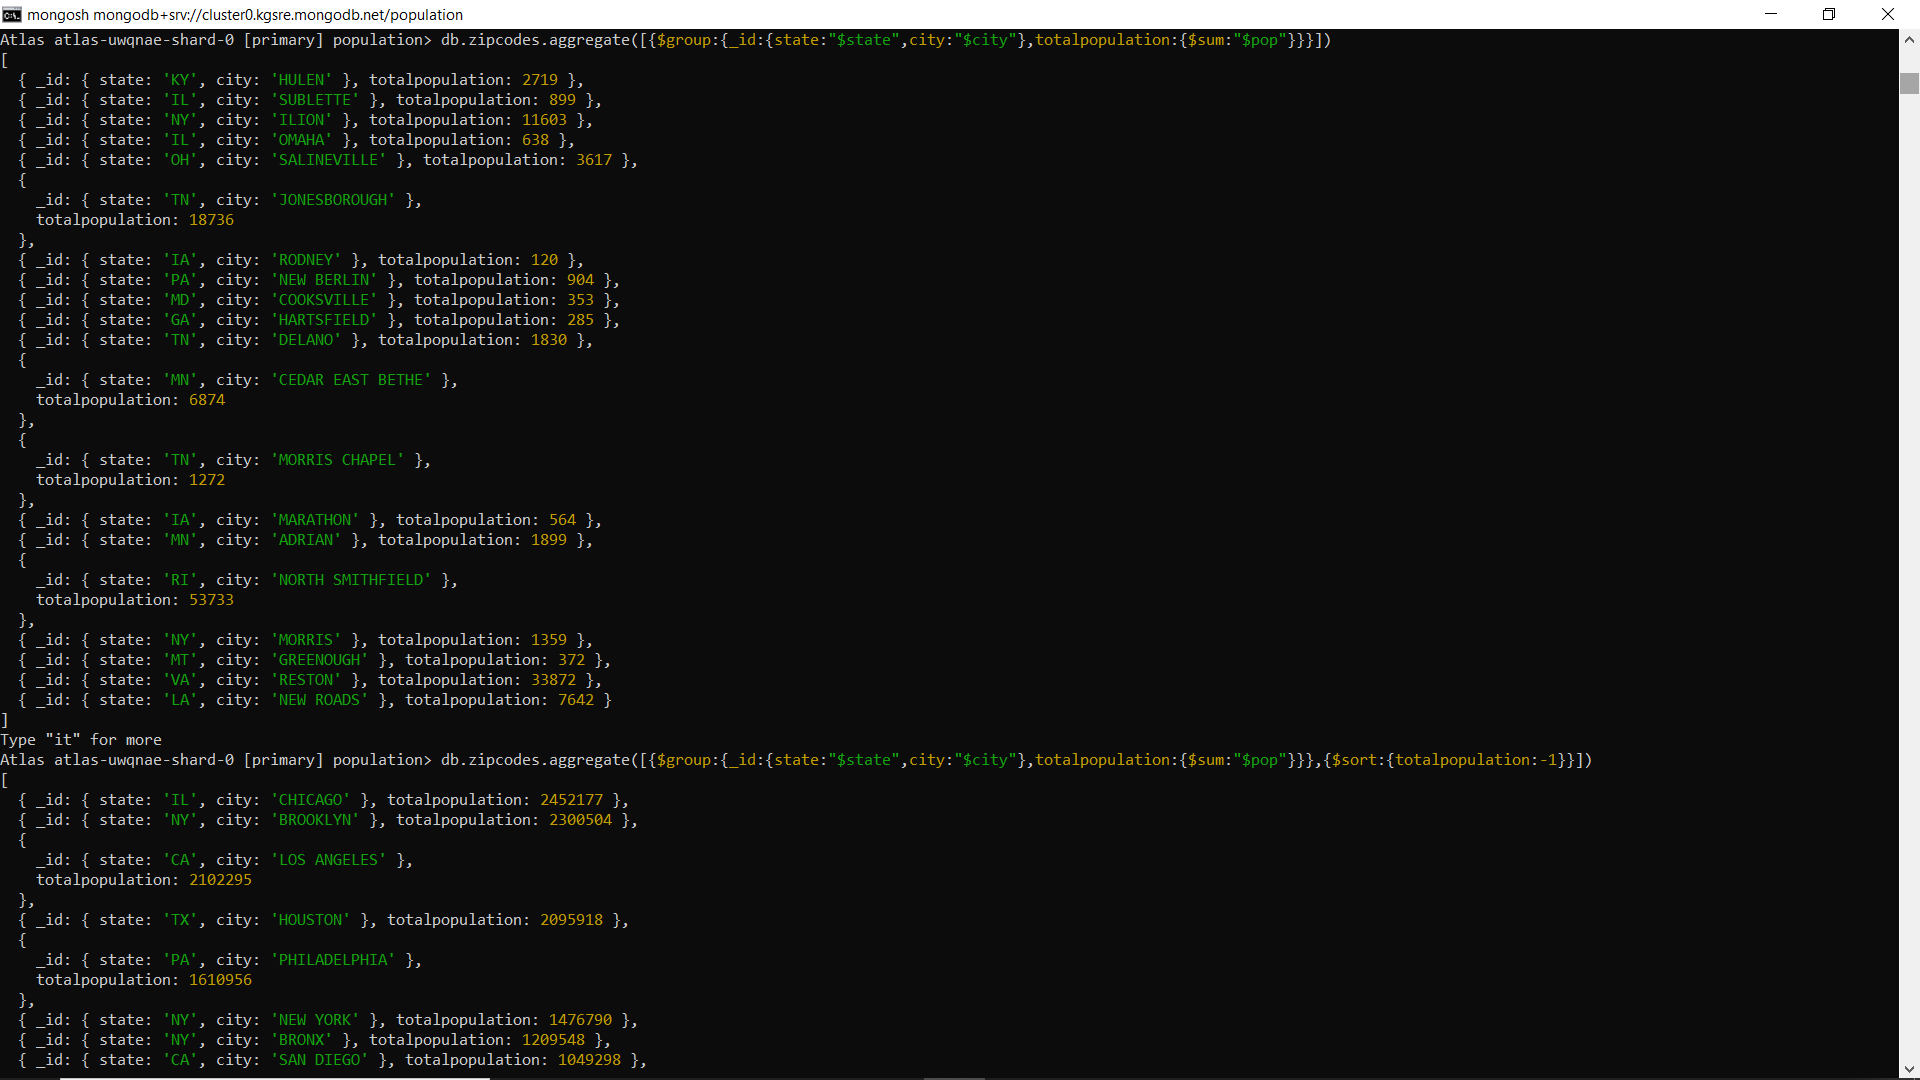 mongosh mongodb+srv://cluster0.kgsre.mongodb.net/population
Atlas atlas-uwqnae-shard-0 [primary] population> db.zipcodes.aggregate([{$group:{_id:{state:"$state",city:"$city"},totalpopulation:{$sum:"$pop"}}}])
[
  { _id: { state: 'KY', city: 'HULEN' }, totalpopulation: 2719 },
  { _id: { state: 'IL', city: 'SUBLETTE' }, totalpopulation: 899 },
  { _id: { state: 'NY', city: 'ILION' }, totalpopulation: 11603 },
  { _id: { state: 'IL', city: 'OMAHA' }, totalpopulation: 638 },
  { _id: { state: 'OH', city: 'SALINEVILLE' }, totalpopulation: 3617 },
  {
    _id: { state: 'TN', city: 'JONESBOROUGH' },
    totalpopulation: 18736
  },
  { _id: { state: 'IA', city: 'RODNEY' }, totalpopulation: 120 },
  { _id: { state: 'PA', city: 'NEW BERLIN' }, totalpopulation: 904 },
  { _id: { state: 'MD', city: 'COOKSVILLE' }, totalpopulation: 353 },
  { _id: { state: 'GA', city: 'HARTSFIELD' }, totalpopulation: 285 },
  { _id: { state: 'TN', city: 'DELANO' }, totalpopulation: 1830 },
  {
    _id: { state: 'MN', city: 'CEDAR EAST BETHE' },
    totalpopulation: 6874
  },
  {
    _id: { state: 'TN', city: 'MORRIS CHAPEL' },
    totalpopulation: 1272
  },
  { _id: { state: 'IA', city: 'MARATHON' }, totalpopulation: 564 },
  { _id: { state: 'MN', city: 'ADRIAN' }, totalpopulation: 1899 },
  {
    _id: { state: 'RI', city: 'NORTH SMITHFIELD' },
    totalpopulation: 53733
  },
  { _id: { state: 'NY', city: 'MORRIS' }, totalpopulation: 1359 },
  { _id: { state: 'MT', city: 'GREENOUGH' }, totalpopulation: 372 },
  { _id: { state: 'VA', city: 'RESTON' }, totalpopulation: 33872 },
  { _id: { state: 'LA', city: 'NEW ROADS' }, totalpopulation: 7642 }
]
Type "it" for more
Atlas atlas-uwqnae-shard-0 [primary] population> db.zipcodes.aggregate([{$group:{_id:{state:"$state",city:"$city"},totalpopulation:{$sum:"$pop"}}},{$sort:{totalpopulation:-1}}])
[
  { _id: { state: 'IL', city: 'CHICAGO' }, totalpopulation: 2452177 },
  { _id: { state: 'NY', city: 'BROOKLYN' }, totalpopulation: 2300504 },
  {
    _id: { state: 'CA', city: 'LOS ANGELES' },
    totalpopulation: 2102295
  },
  { _id: { state: 'TX', city: 'HOUSTON' }, totalpopulation: 2095918 },
  {
    _id: { state: 'PA', city: 'PHILADELPHIA' },
    totalpopulation: 1610956
  },
  { _id: { state: 'NY', city: 'NEW YORK' }, totalpopulation: 1476790 },
  { _id: { state: 'NY', city: 'BRONX' }, totalpopulation: 1209548 },
  { _id: { state: 'CA', city: 'SAN DIEGO' }, totalpopulation: 1049298 },